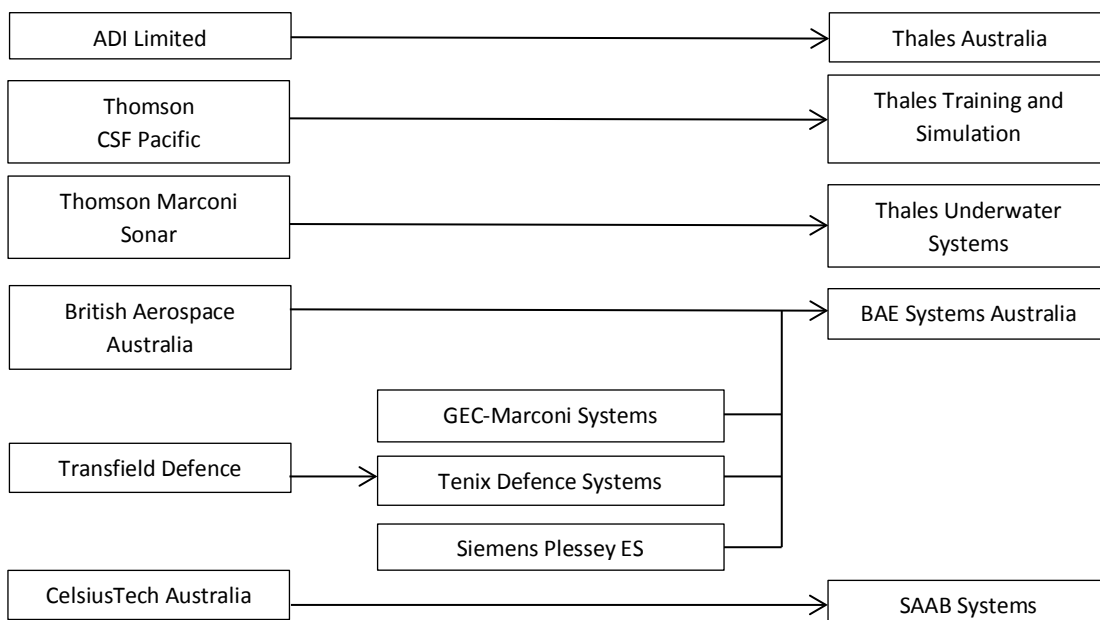 ADI Limited
Thales Australia
Thomson
CSF Pacific
Thales Training and
Simulation
Thomson Marconi
Sonar
Thales Underwater
Systems
British Aerospace
Australia
BAE Systems Australia
GEC-Marconi Systems
Transfield Defence
Tenix Defence Systems
Siemens Plessey ES
CelsiusTech Australia
SAAB Systems